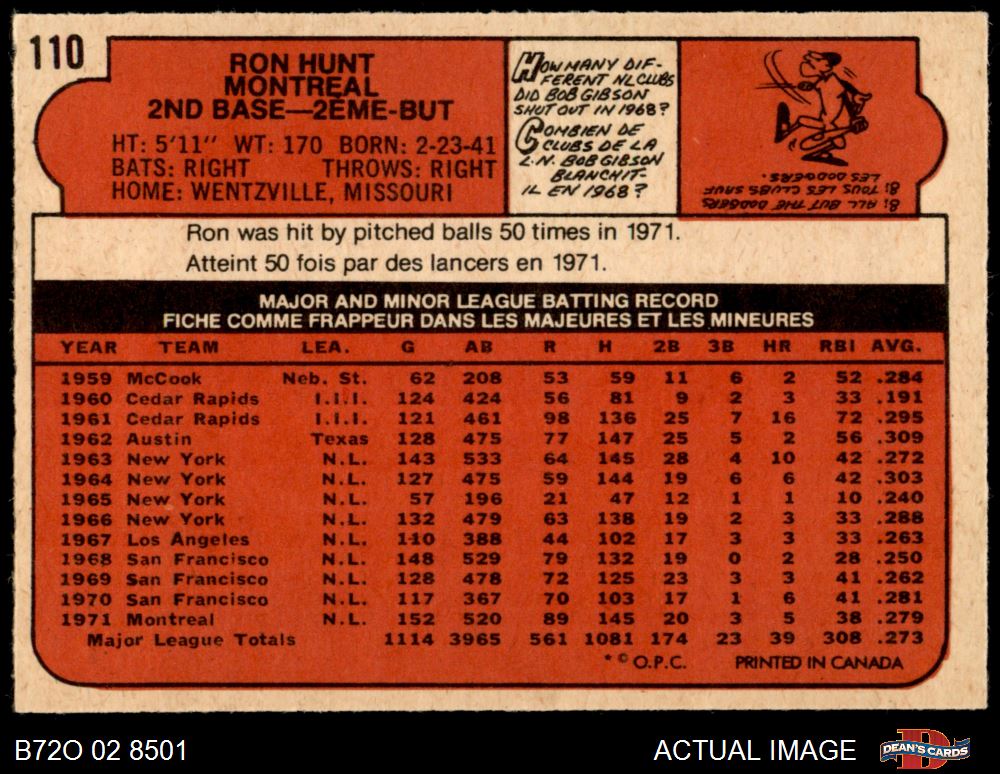 110
RON HUNT
MONTREAL
2ND BASE—2ÈME-BUT
HT: 5'11" WT: 170 BORN: 2-23-41
BATS: RIGHT THROWS: RIGHT
HOME: WENTZVILLE, MISSOURI
HOW MANY DIF-
FERENT NL CLUBS
DID BOB GIBSON
SHUT OUT IN 1968?
COMBIEN DE
CLUBS DE LA
L.N. BOB GIBSON
BLANCHIT-
IL EN 1968?
8; ALL BUT THE DODGERS
8; TOUS LES CLUBS SAUF
LES DODGERS.
Ron was hit by pitched balls 50 times in 1971.
Atteint 50 fois par des lancers en 1971.
MAJOR AND MINOR LEAGUE BATTING RECORD
FICHE COMME FRAPPEUR DANS LES MAJEURES ET LES MINEURES
YEAR TEAM LEA. G AB R H 2B 3B HR RBI AVG.
1959 McCook Neb. St. 62 208 53 59 11 6 2 52 .284
1960 Cedar Rapids I.I.I. 124 424 56 81 9 2 3 33 .191
1961 Cedar Rapids I.I.I. 121 461 98 136 25 7 16 72 .295
1962 Austin Texas 128 475 77 147 25 5 2 56 .309
1963 New York N.L. 143 533 64 145 28 4 10 42 .272
1964 New York N.L. 127 475 59 144 19 6 6 42 .303
1965 New York N.L. 57 196 21 47 12 1 1 10 .240
1966 New York N.L. 132 479 63 138 19 2 3 33 .288
1967 Los Angeles N.L. 110 388 44 102 17 3 3 33 .263
1968 San Francisco N.L. 148 529 79 132 19 0 2 28 .250
1969 San Francisco N.L. 128 478 72 125 23 3 3 41 .262
1970 San Francisco N.L. 117 367 70 103 17 1 6 41 .281
1971 Montreal N.L. 152 520 89 145 20 3 5 38 .279
Major League Totals 1114 3965 561 1081 174 23 39 308 .273
* © O.P.C. PRINTED IN CANADA
B72O 02 8501
ACTUAL IMAGE
DEAN'S CARDS